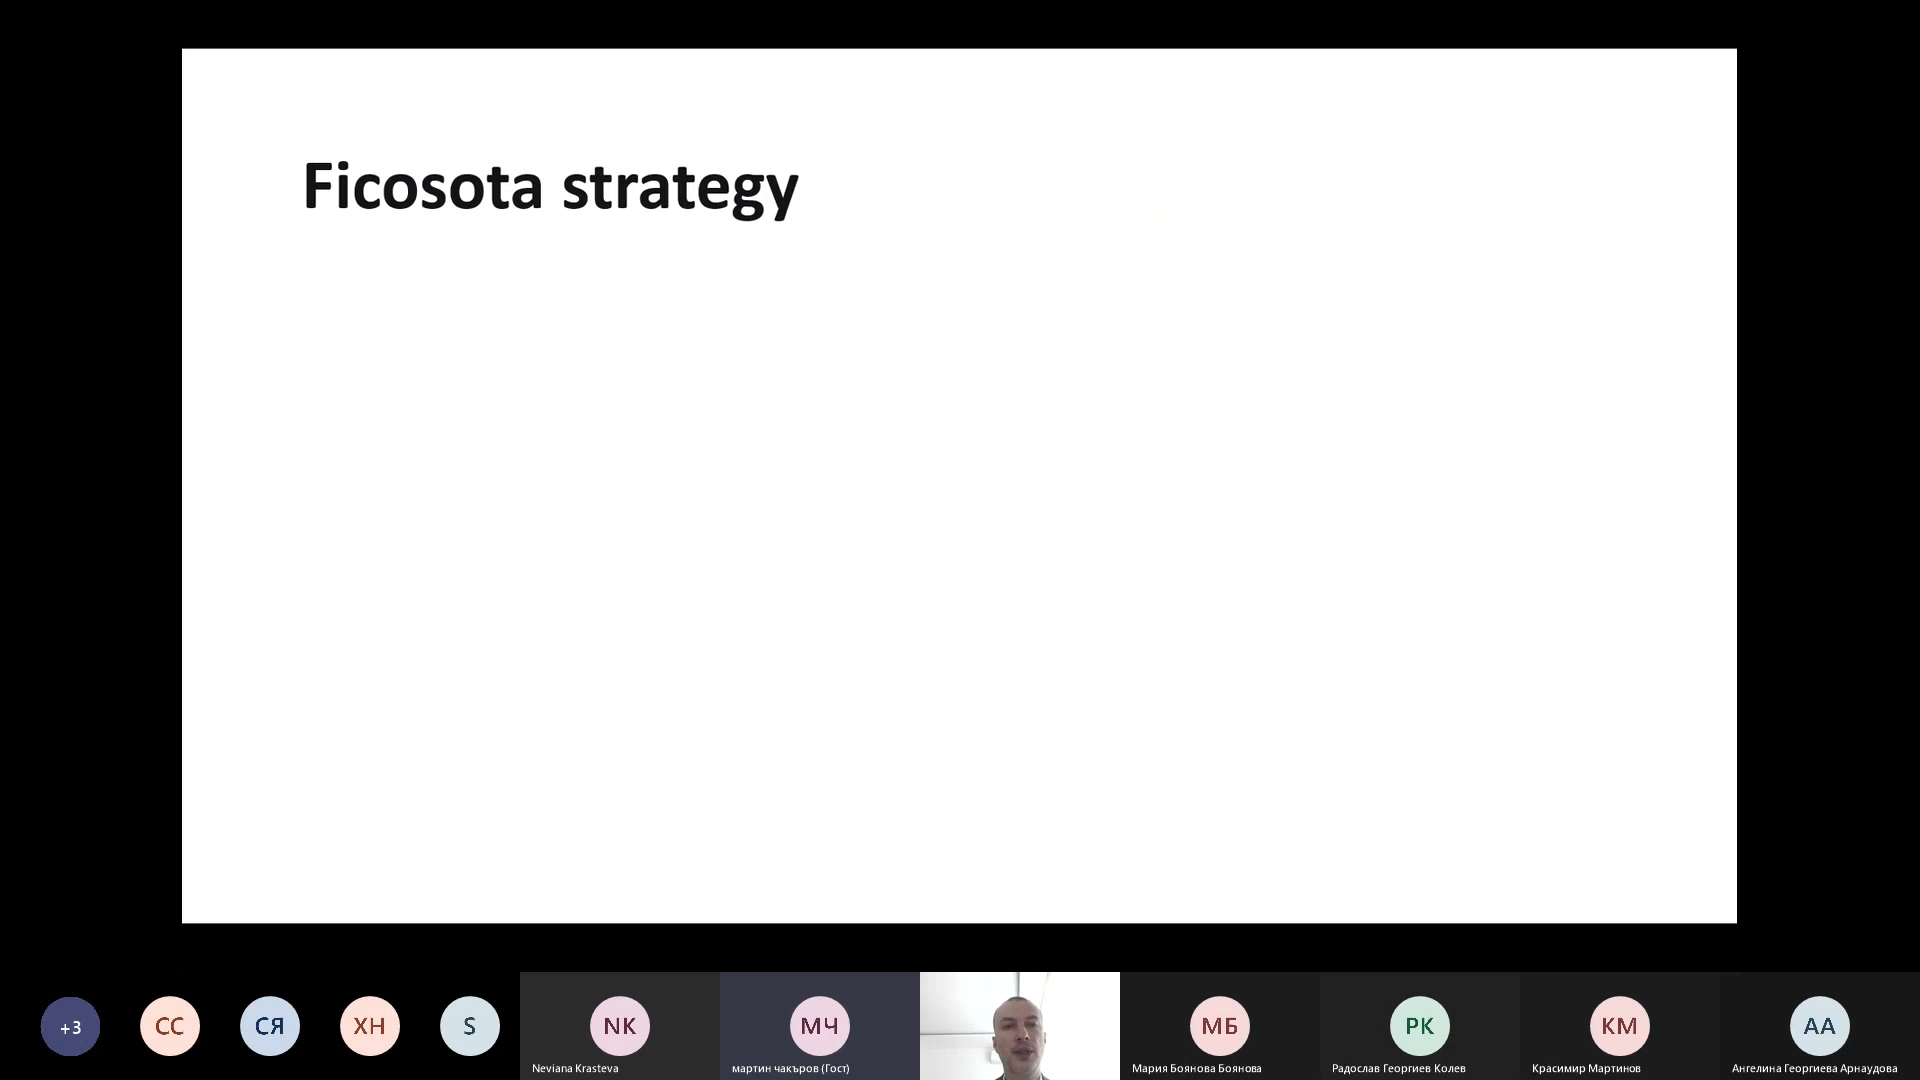 Ficosota strategy
+3
СС
СЯ
ХН
S
NK
МЧ
МБ
РК
КМ
АА
Neviana Krasteva
мартин чакъров (Гост)
Мария Боянова Боянова
Радослав Георгиев Колев
Красимир Мартинов
Ангелина Георгиева Арнаудова